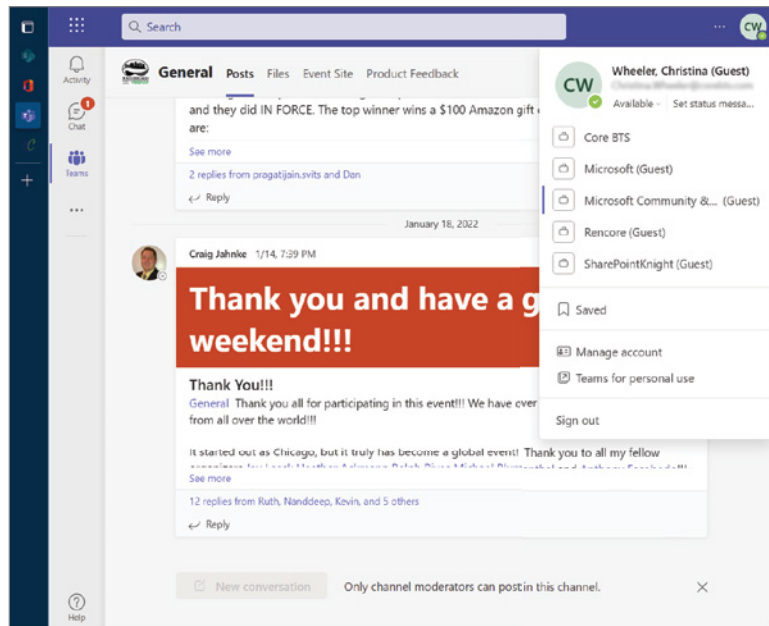 Search
CW
Activity
Chat
1
Teams
Help
General Posts Files Event Site Product Feedback
and they did IN FORCE. The top winner wins a $100 Amazon gift
are:
See more
2 replies from pragatijain.svits and Dan
Reply
January 18, 2022
Craig Jahnke 1/14, 7:39 PM
Thank you and have a g
weekend!!!
Thank You!!!
General Thank you all for participating in this event!!! We have over
from all over the world!!!
It started out as Chicago, but it truly has become a global event! Thank you to all my fellow
See more
12 replies from Ruth, Nanddeep, Kevin, and 5 others
Reply
New conversation Only channel moderators can post in this channel.
CW
Wheeler, Christina (Guest)
Available Set status messa...
Core BTS
Microsoft (Guest)
Microsoft Community &... (Guest)
Rencore (Guest)
SharePointKnight (Guest)
Saved
Manage account
Teams for personal use
Sign out